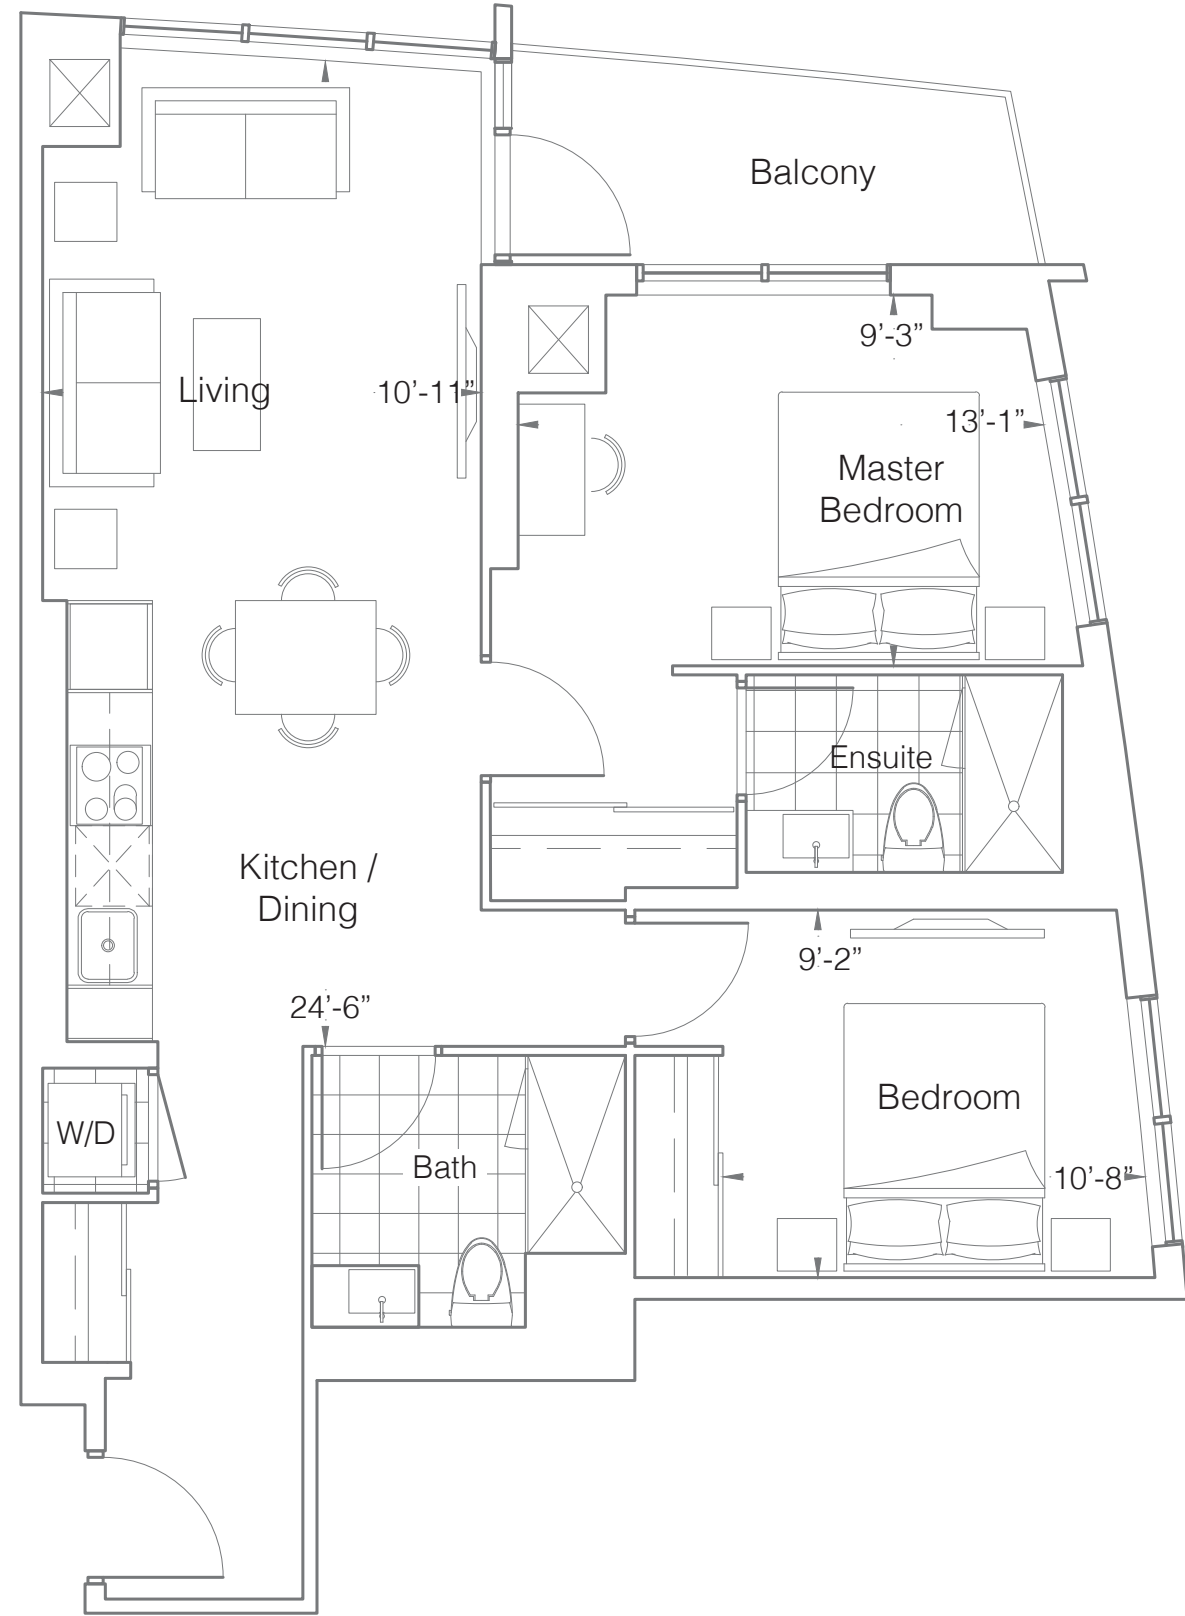 Balcony
9’-3”
Living
10’-11”
13’-1”
Master
Bedroom
Ensuite
Kitchen /
Dining
9’-2”
24’-6”
Bedroom
W/D
Bath
10’-8”